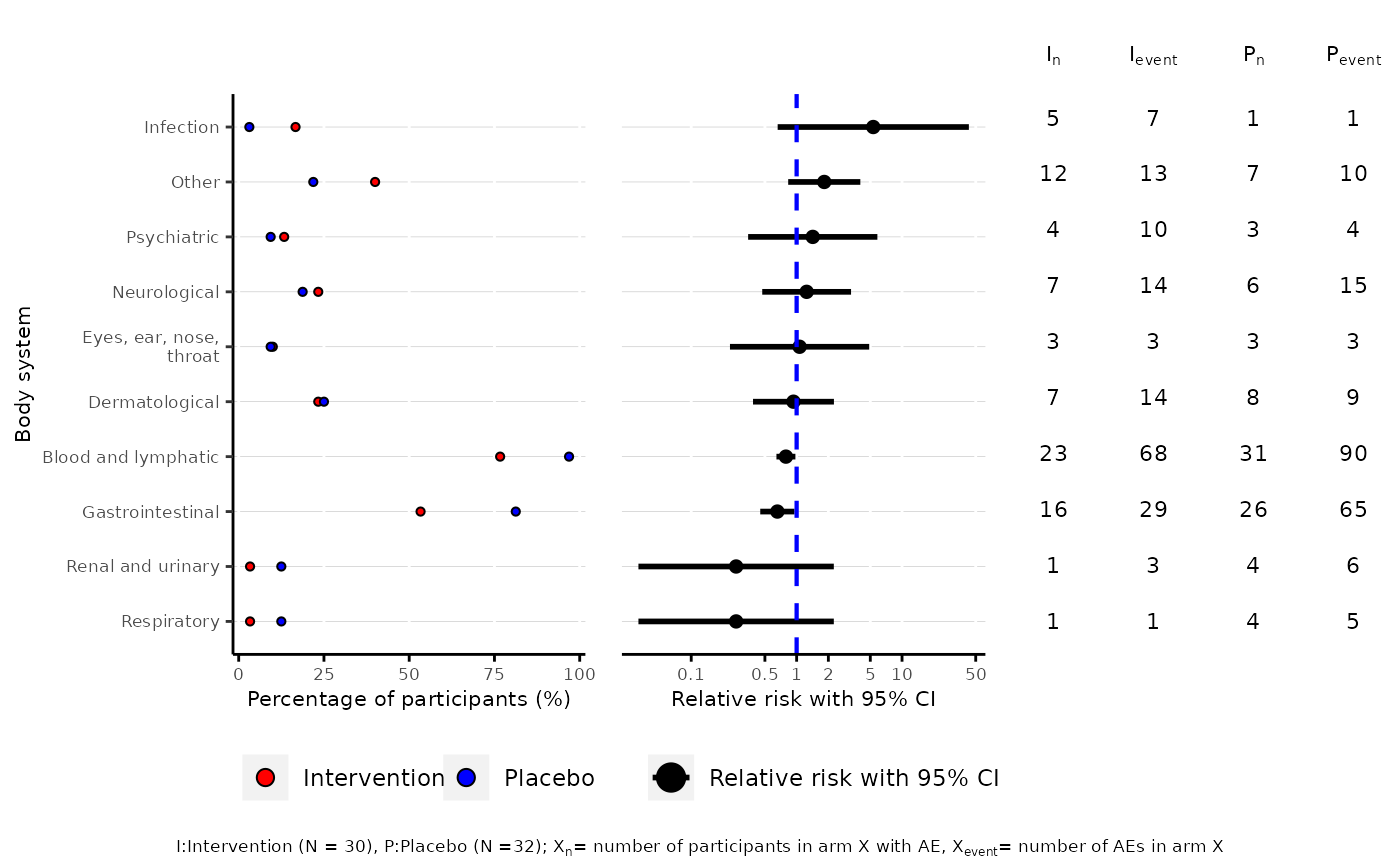 Iₙ Iₑᵥₑₙₜ Pₙ Pₑᵥₑₙₜ
Infection 5 7 1 1
Other 12 13 7 10
Psychiatric 4 10 3 4
Neurological 7 14 6 15
Eyes, ear, nose,
throat 3 3 3 3
Dermatological 7 14 8 9
Blood and lymphatic 23 68 31 90
Gastrointestinal 16 29 26 65
Renal and urinary 1 3 4 6
Respiratory 1 1 4 5
Body system
0 25 50 75 100 0.1 0.5 1 2 5 10 50
Percentage of participants (%) Relative risk with 95% CI
Intervention Placebo Relative risk with 95% CI
I:Intervention (N = 30), P:Placebo (N =32); Xₙ= number of participants in arm X with AE, Xₑᵥₑₙₜ= number of AEs in arm X